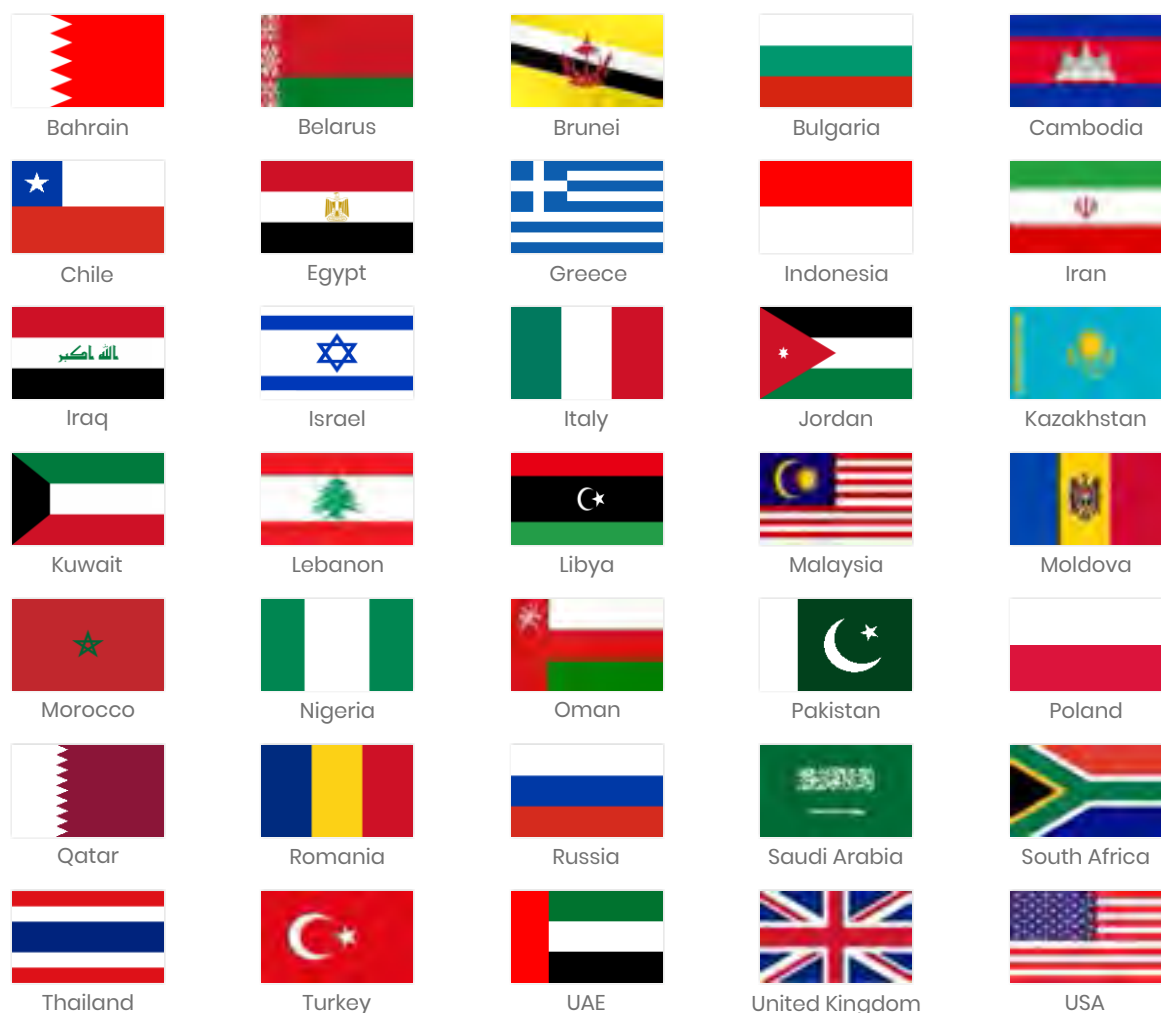 Bahrain
Belarus
Brunei
Bulgaria
Cambodia
Chile
Egypt
Greece
Indonesia
Iran
الله اكبر
Iraq
Israel
Italy
Jordan
Kazakhstan
Kuwait
Lebanon
Libya
Malaysia
Moldova
Morocco
Nigeria
Oman
Pakistan
Poland
Qatar
Romania
Russia
Saudi Arabia
South Africa
Thailand
Turkey
UAE
United Kingdom
USA